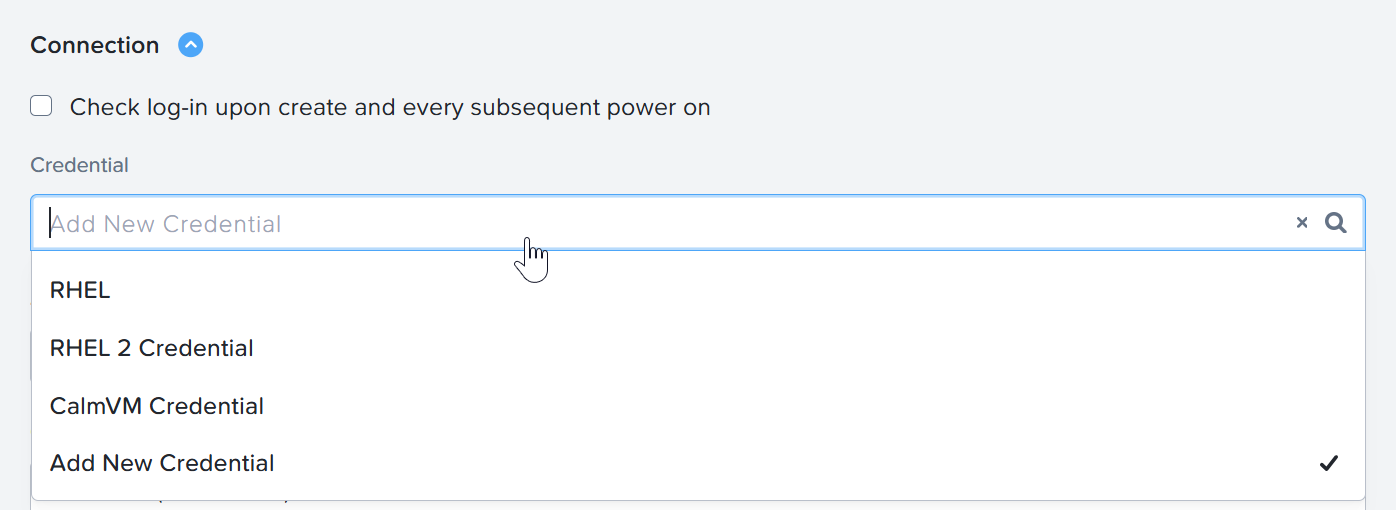 Connection
Check log-in upon create and every subsequent power on
Credential
Add New Credential
RHEL
RHEL 2 Credential
CalmVM Credential
Add New Credential